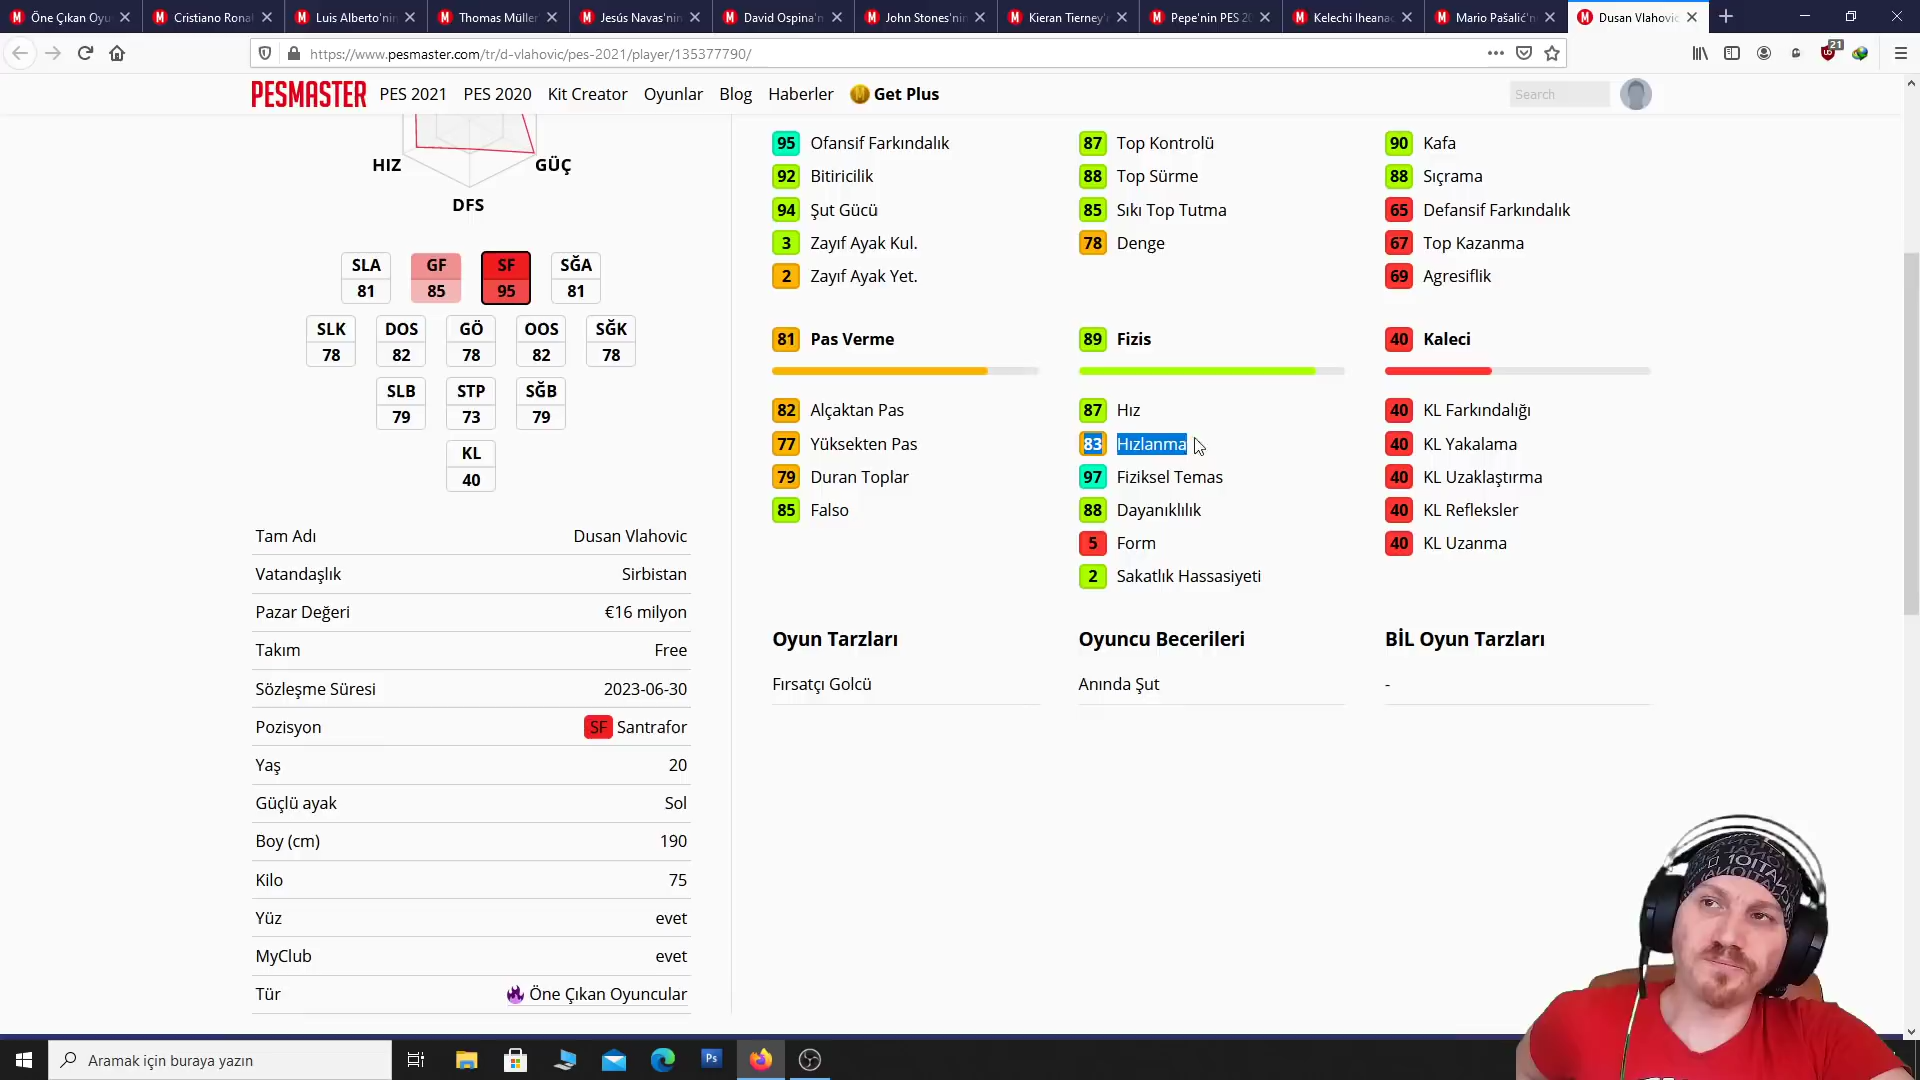 Öne Çıkan Oyu
Cristiano Rona
Luis Alberto'nin
Thomas Müller
Jesús Navas'nin
David Ospina'n
John Stones'nin
Kieran Tierney'
Pepe'nin PES 20
Kelechi Iheanac
Mario Pašalić'n
Dusan Vlahovic
https://www.pesmaster.com/tr/d-vlahovic/pes-2021/player/135377790/
21
PESMASTER PES 2021 PES 2020 Kit Creator Oyunlar Blog Haberler Get Plus
Search
HIZ
GÜÇ
DFS
SLA GF SF SĞA
81 85 95 81
SLK DOS GÖ OOS SĞK
78 82 78 82 78
SLB STP SĞB
79 73 79
KL
40
Tam Adı Dusan Vlahovic
Vatandaşlık Sirbistan
Pazar Değeri €16 milyon
Takım Free
Sözleşme Süresi 2023-06-30
Pozisyon SF Santrafor
Yaş 20
Güçlü ayak Sol
Boy (cm) 190
Kilo 75
Yüz evet
MyClub evet
Tür Öne Çıkan Oyuncular
95 Ofansif Farkındalık
92 Bitiricilik
94 Şut Gücü
3 Zayıf Ayak Kul.
2 Zayıf Ayak Yet.
87 Top Kontrolü
88 Top Sürme
85 Sıkı Top Tutma
78 Denge
90 Kafa
88 Sıçrama
65 Defansif Farkındalık
67 Top Kazanma
69 Agresiflik
81 Pas Verme
82 Alçaktan Pas
77 Yüksekten Pas
79 Duran Toplar
85 Falso
89 Fizis
87 Hız
83 Hızlanma
97 Fiziksel Temas
88 Dayanıklılık
5 Form
2 Sakatlık Hassasiyeti
40 Kaleci
40 KL Farkındalığı
40 KL Yakalama
40 KL Uzaklaştırma
40 KL Refleksler
40 KL Uzanma
Oyun Tarzları
Fırsatçı Golcü
Oyuncu Becerileri
Anında Şut
BİL Oyun Tarzları
-
Aramak için buraya yazın
Ps